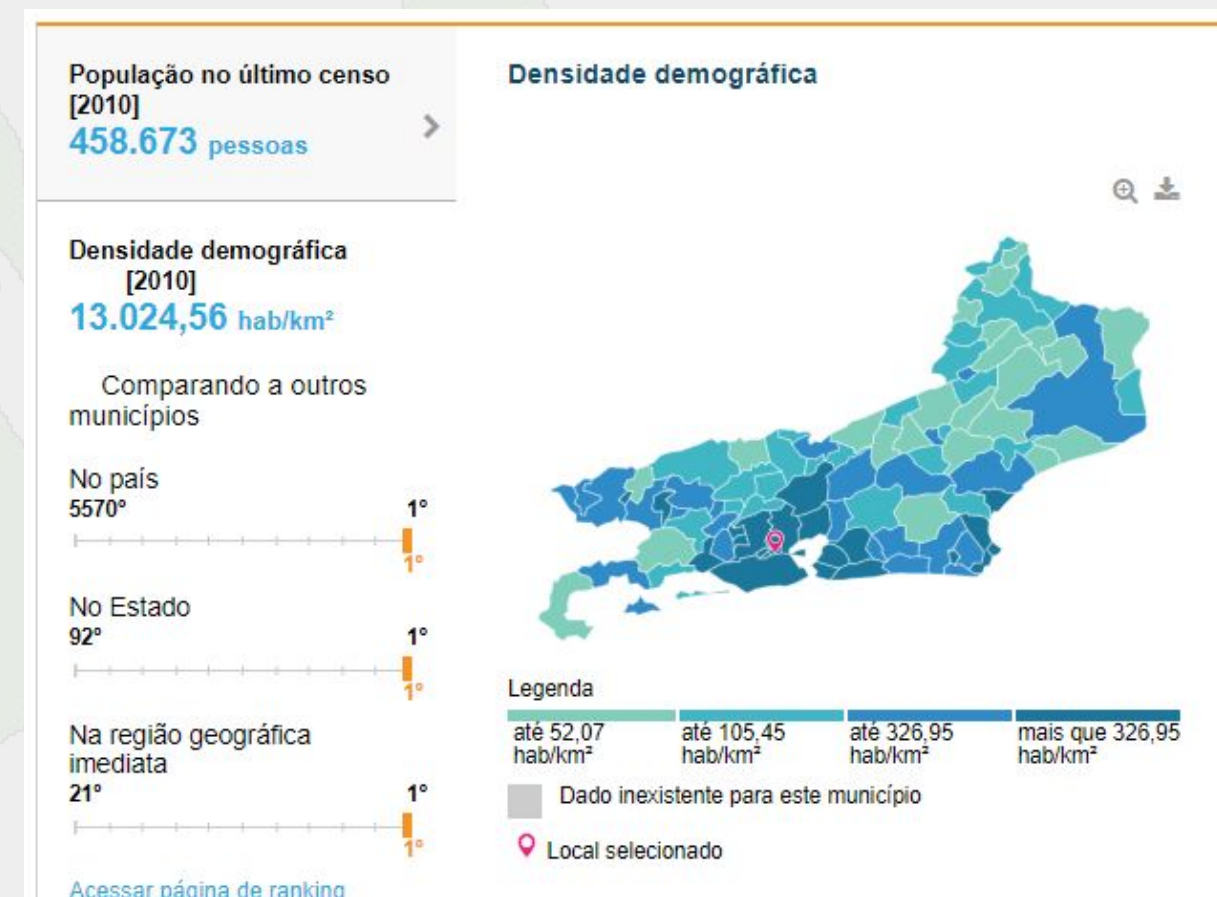 População no último censo
[2010]
458.673 pessoas
Densidade demográfica
[2010]
13.024,56 hab/km²
Comparando a outros
municípios
No país
5570º 1º
1º
No Estado
92º 1º
1º
Na região geográfica
imediata
21º 1º
1º
Acessar página de ranking
Densidade demográfica
Legenda
até 52,07
hab/km²
até 105,45
hab/km²
até 326,95
hab/km²
mais que 326,95
hab/km²
Dado inexistente para este município
Local selecionado